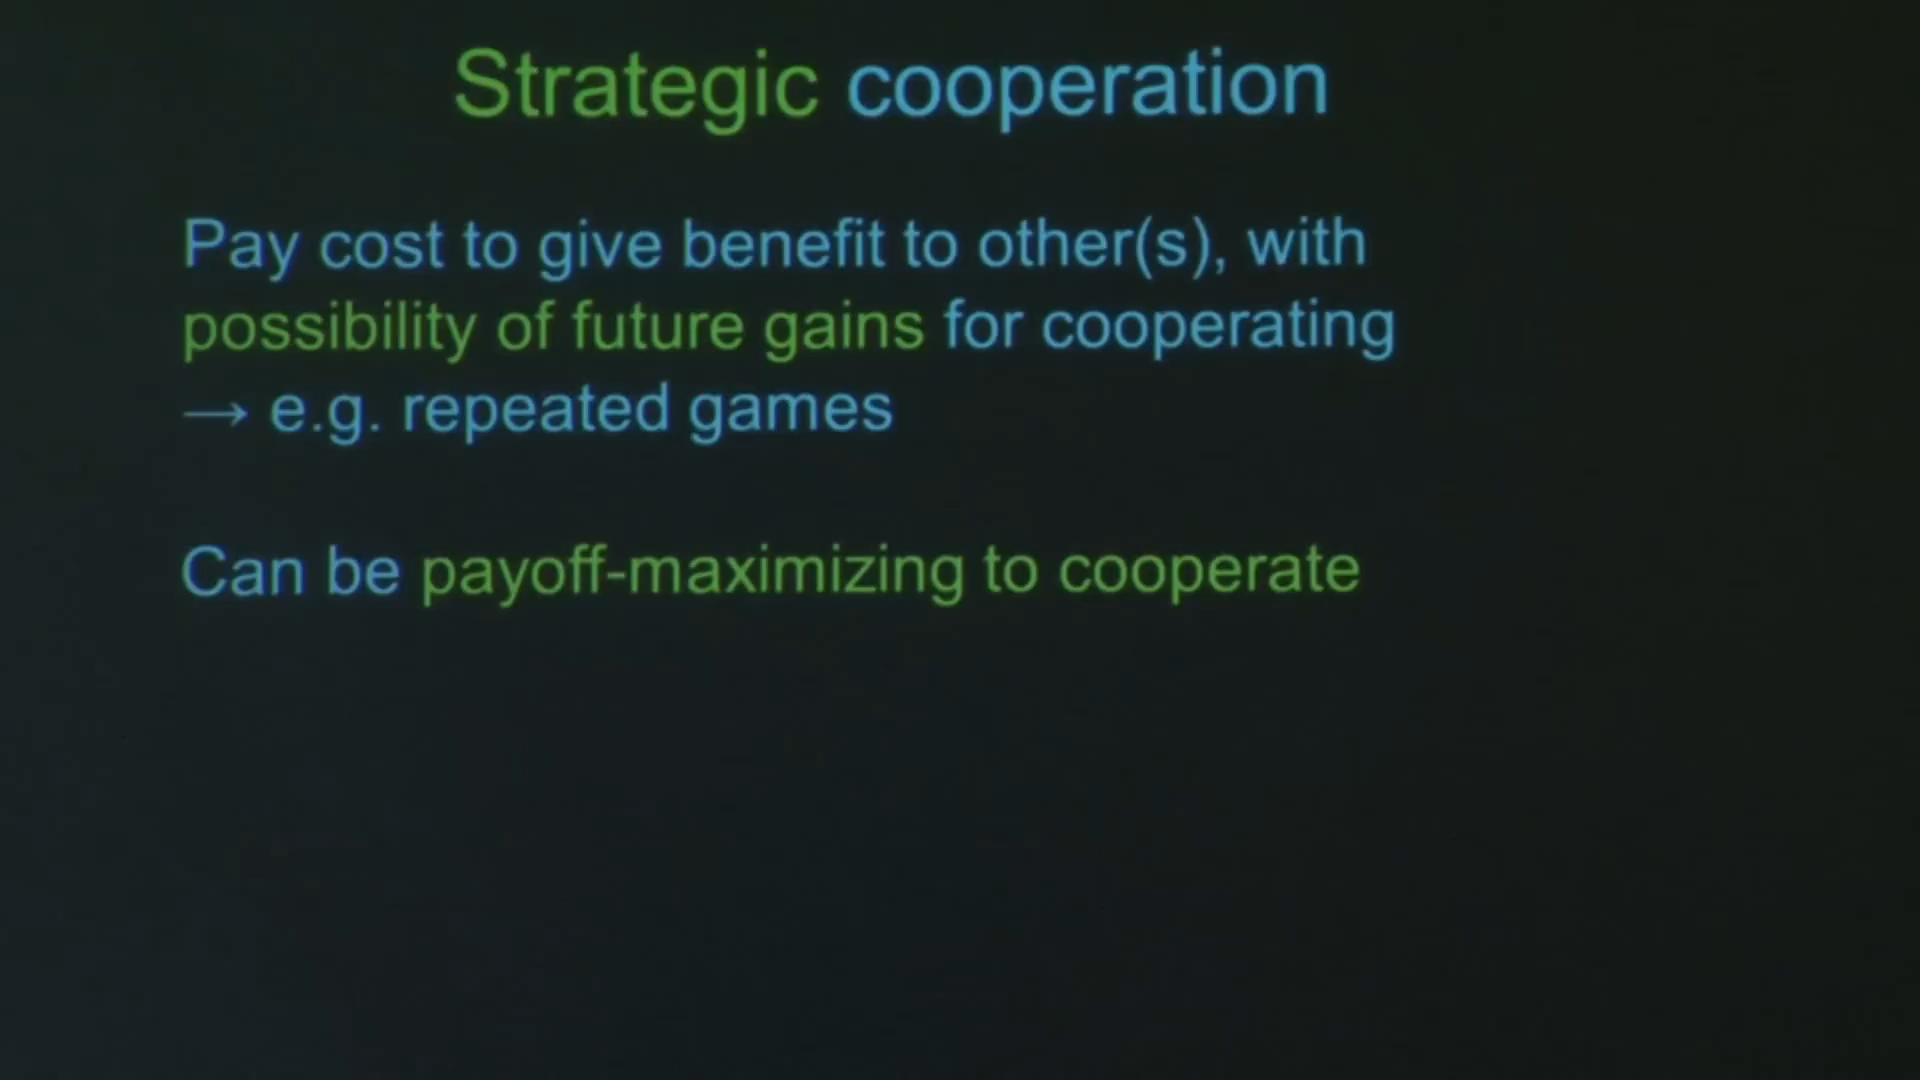 Strategic cooperation
Pay cost to give benefit to other(s), with
possibility of future gains for cooperating
→ e.g. repeated games
Can be payoff-maximizing to cooperate